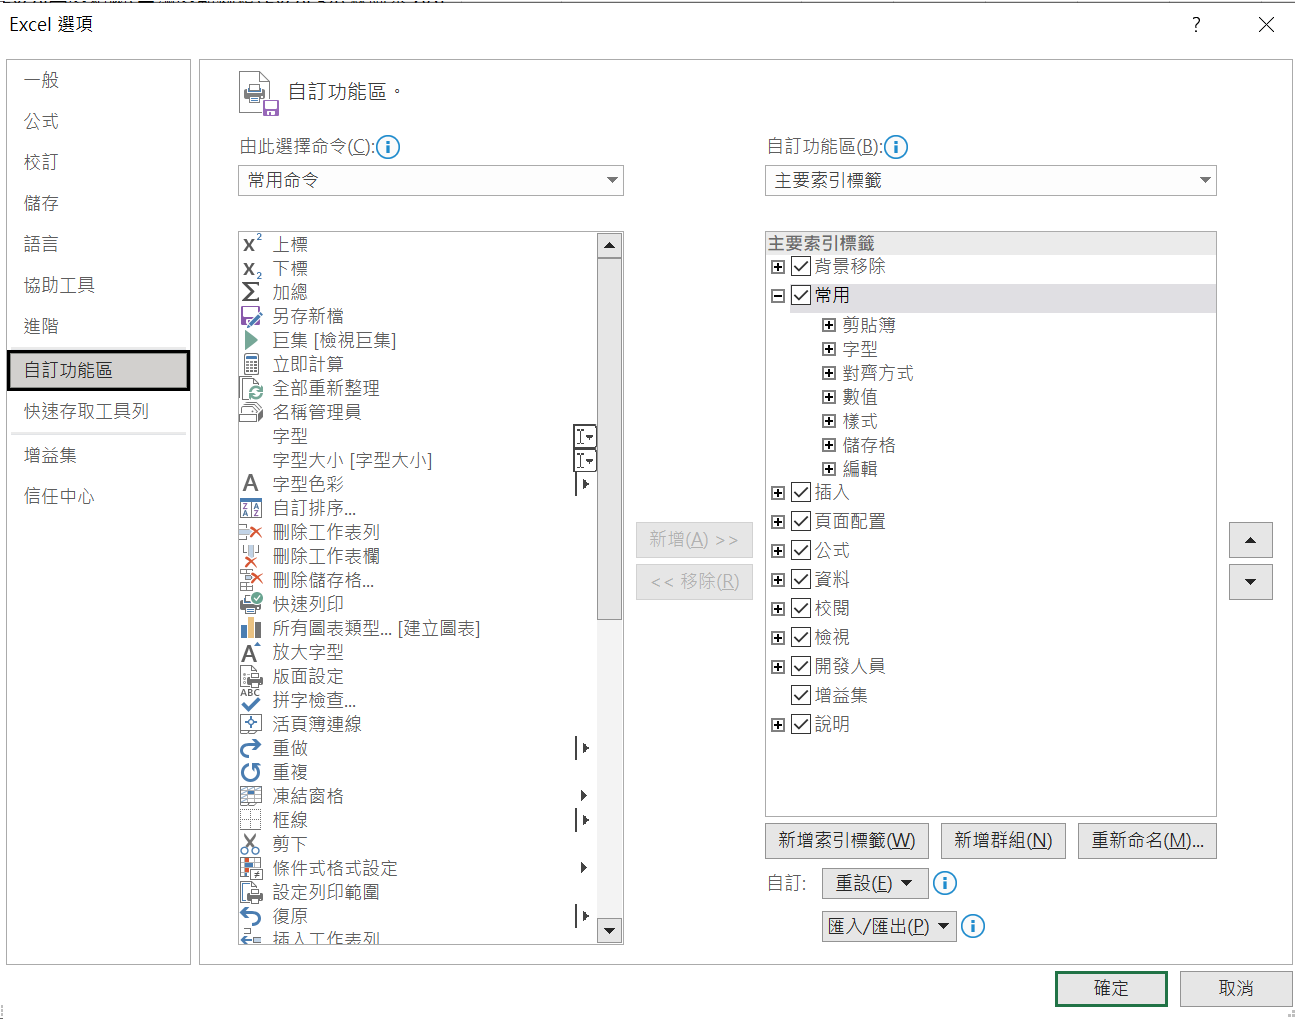 Excel 選項
?
一般
公式
校訂
儲存
語言
協助工具
進階
自訂功能區
快速存取工具列
增益集
信任中心
自訂功能區。
由此選擇命令(C):
常用命令
上標
下標
加總
另存新檔
巨集 [檢視巨集]
立即計算
全部重新整理
名稱管理員
字型
字型大小 [字型大小]
字型色彩
自訂排序...
刪除工作表列
刪除工作表欄
刪除儲存格...
快速列印
所有圖表類型... [建立圖表]
放大字型
版面設定
拼字檢查...
活頁簿連線
重做
重複
凍結窗格
框線
剪下
條件式格式設定
設定列印範圍
復原
插入工作表列
新增(A) >>
<< 移除(R)
自訂功能區(B):
主要索引標籤
主要索引標籤
背景移除
常用
剪貼簿
字型
對齊方式
數值
樣式
儲存格
編輯
插入
頁面配置
公式
資料
校閱
檢視
開發人員
增益集
說明
新增索引標籤(W)
新增群組(N)
重新命名(M)...
自訂:
重設(E)
匯入/匯出(P)
確定
取消